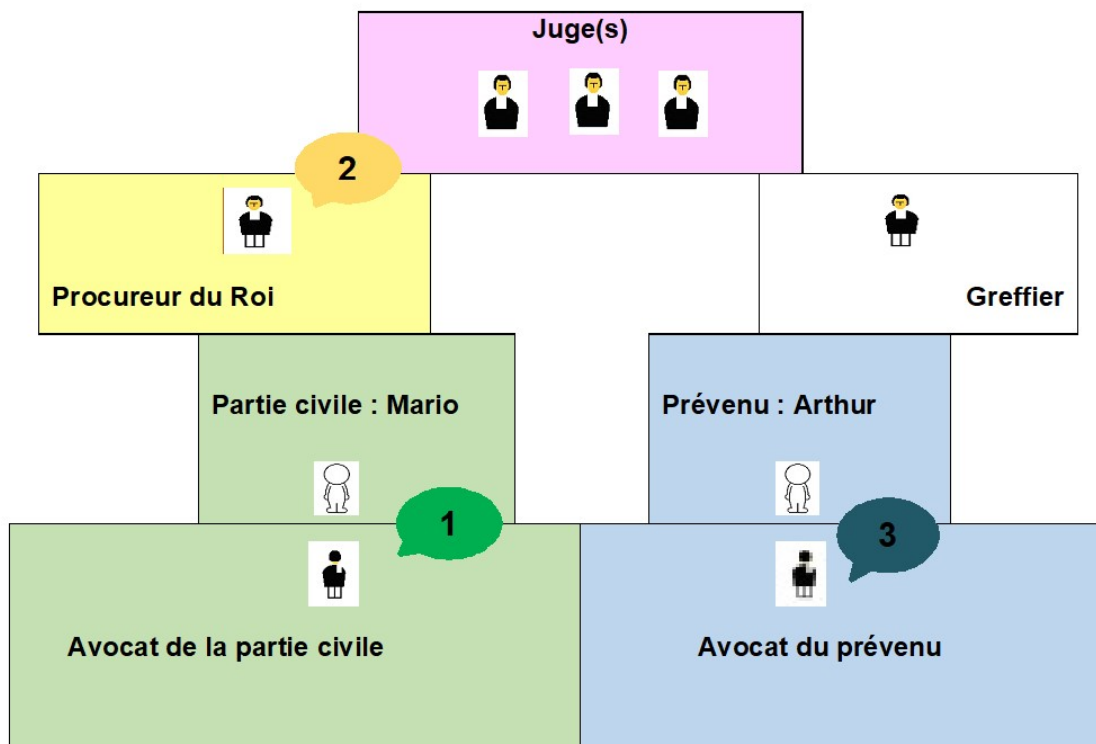 Juge(s)
2
Procureur du Roi
Greffier
Partie civile : Mario
Prévenu : Arthur
1
3
Avocat de la partie civile
Avocat du prévenu